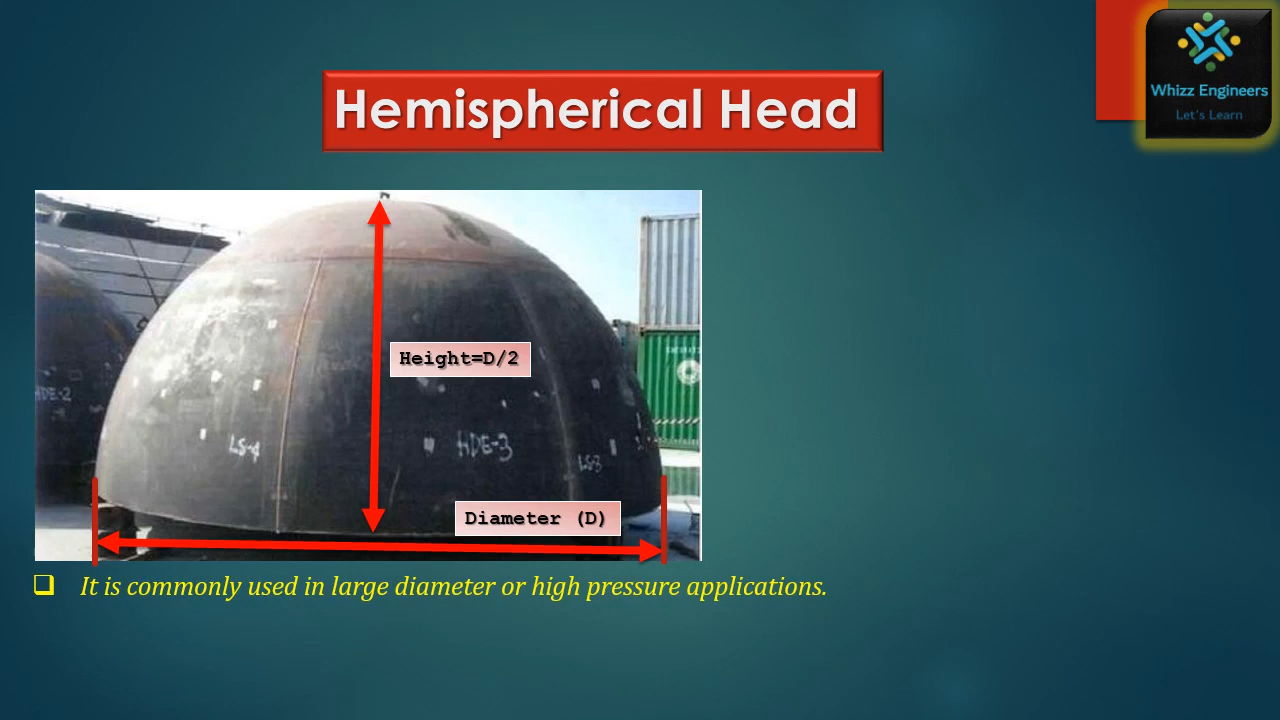 Whizz Engineers
Let's Learn
Hemispherical Head
Height=D/2
HDE-2
LS-4
HDE-3
LS-3
Diameter (D)
❑ It is commonly used in large diameter or high pressure applications.